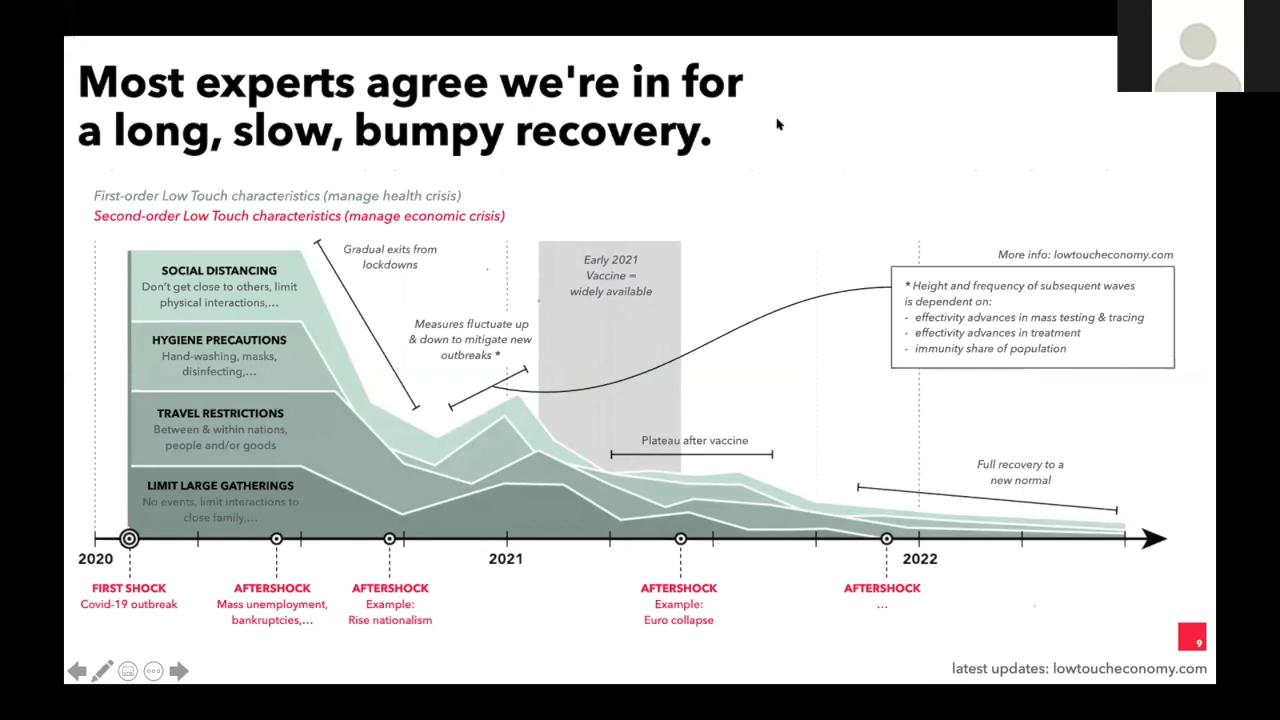 Most experts agree we're in for
a long, slow, bumpy recovery.
First-order Low Touch characteristics (manage health crisis)
Second-order Low Touch characteristics (manage economic crisis)
SOCIAL DISTANCING
Don't get close to others, limit
physical interactions,...
HYGIENE PRECAUTIONS
Hand-washing, masks,
disinfecting,...
TRAVEL RESTRICTIONS
Between & within nations,
people and/or goods
LIMIT LARGE GATHERINGS
No events, limit interactions to
close family,...
Gradual exits from
lockdowns
Measures fluctuate up
& down to mitigate new
outbreaks *
Early 2021
Vaccine =
widely available
Plateau after vaccine
More info: lowtoucheconomy.com
* Height and frequency of subsequent waves
is dependent on:
- effectivity advances in mass testing & tracing
- effectivity advances in treatment
- immunity share of population
Full recovery to a
new normal
2020
2021
2022
FIRST SHOCK
Covid-19 outbreak
AFTERSHOCK
Mass unemployment,
bankruptcies,...
AFTERSHOCK
Example:
Rise nationalism
AFTERSHOCK
Example:
Euro collapse
AFTERSHOCK
...
9
latest updates: lowtoucheconomy.com